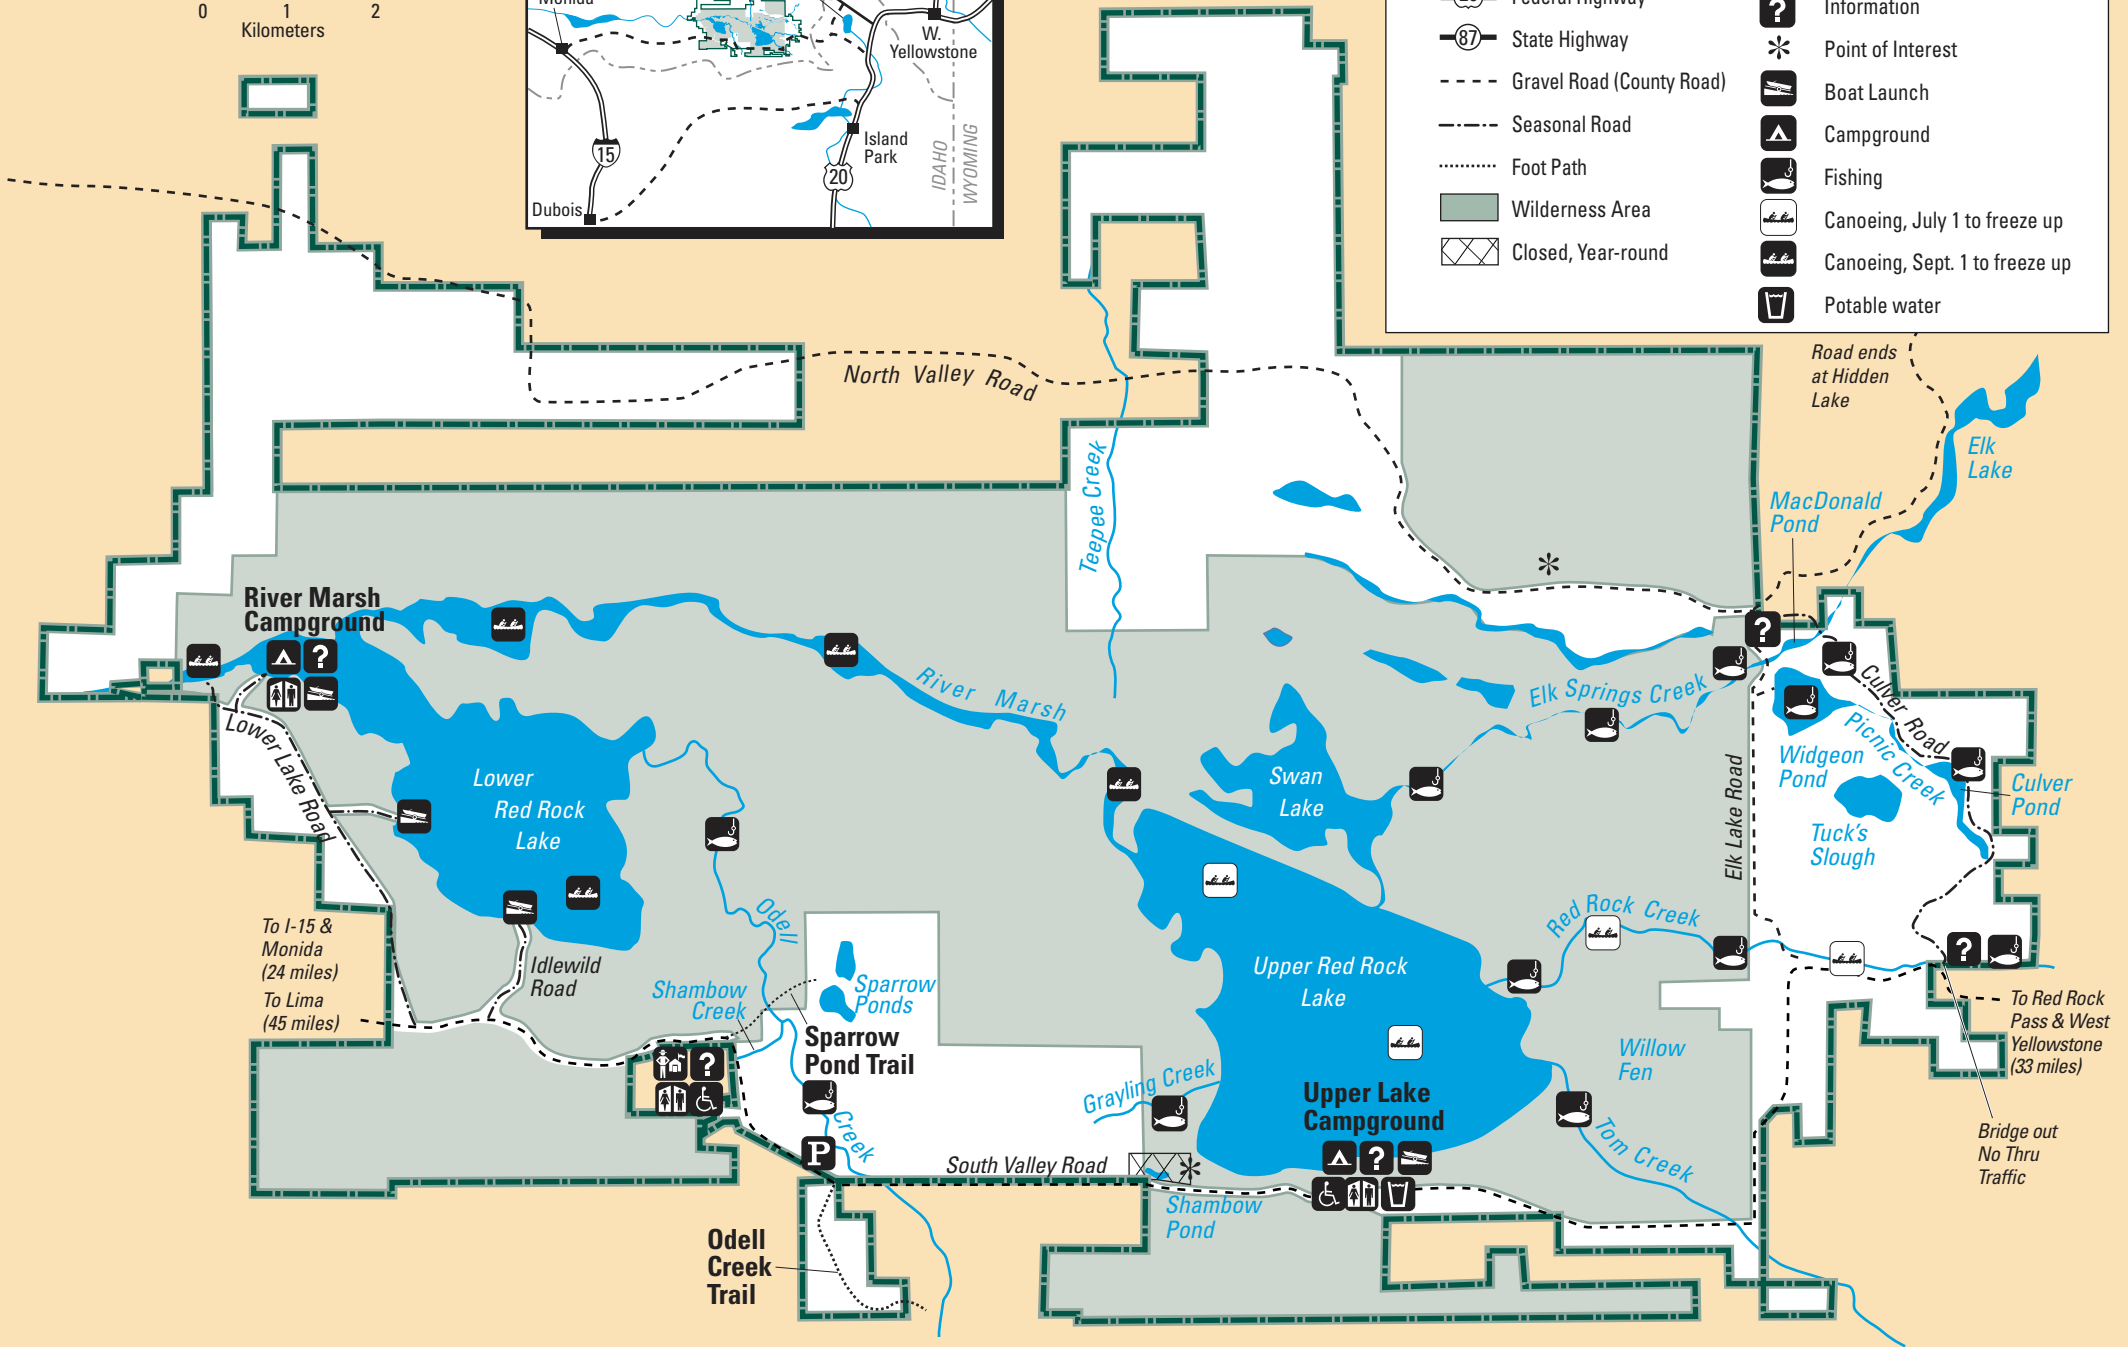 0 1 2
Kilometers
Monida
W.
Yellowstone
Island
Park
15
20
IDAHO
WYOMING
Dubois
Federal Highway
87 State Highway
Gravel Road (County Road)
Seasonal Road
Foot Path
Wilderness Area
Closed, Year-round
? Information
Point of Interest
Boat Launch
Campground
Fishing
Canoeing, July 1 to freeze up
Canoeing, Sept. 1 to freeze up
Potable water
Road ends
at Hidden
Lake
North Valley Road
Elk
Lake
Teepee Creek
MacDonald
Pond
River Marsh
Campground
?
?
River Marsh
Elk Springs Creek
Culver Road
Lower Lake Road
Picnic Creek
Widgeon
Pond
Culver
Pond
Lower
Red Rock
Lake
Swan
Lake
Elk Lake Road
Tuck's
Slough
Red Rock Creek
To I-15 &
Monida
(24 miles)
To Lima
(45 miles)
Idlewild
Road
Odell
Creek
Shambow
Creek
Sparrow
Ponds
Sparrow
Pond Trail
Upper Red Rock
Lake
?
To Red Rock
Pass & West
Yellowstone
(33 miles)
Willow
Fen
?
Grayling Creek
Upper Lake
Campground
?
Tom Creek
P
South Valley Road
Shambow
Pond
Bridge out
No Thru
Traffic
Odell
Creek
Trail